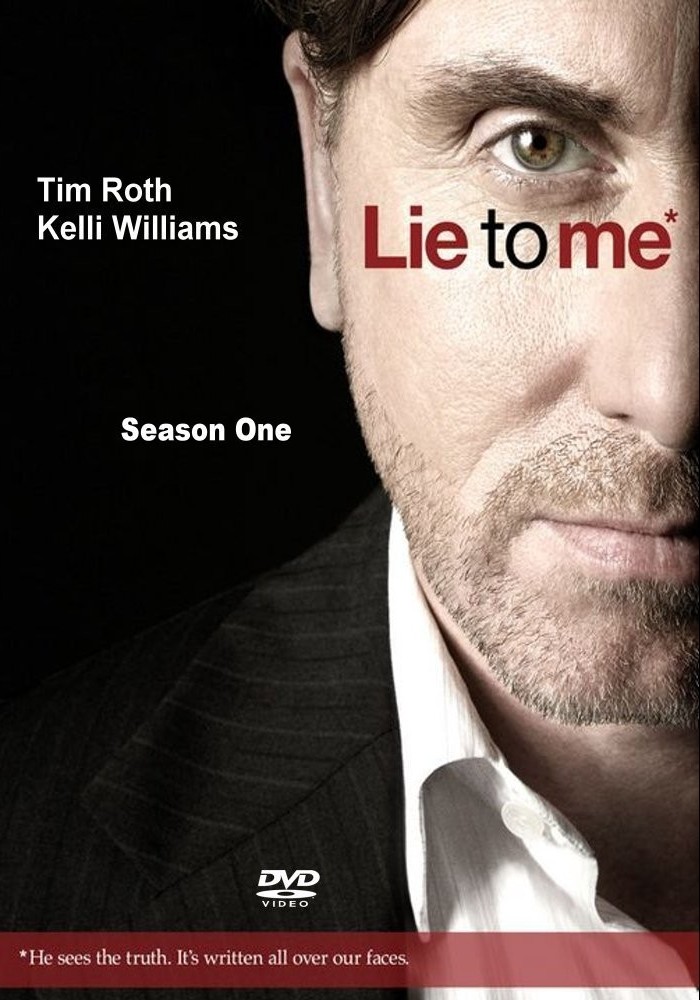 Tim Roth
Kelli Williams
Lie to me*
Season One
DVD
VIDEO
*He sees the truth. It's written all over our faces.